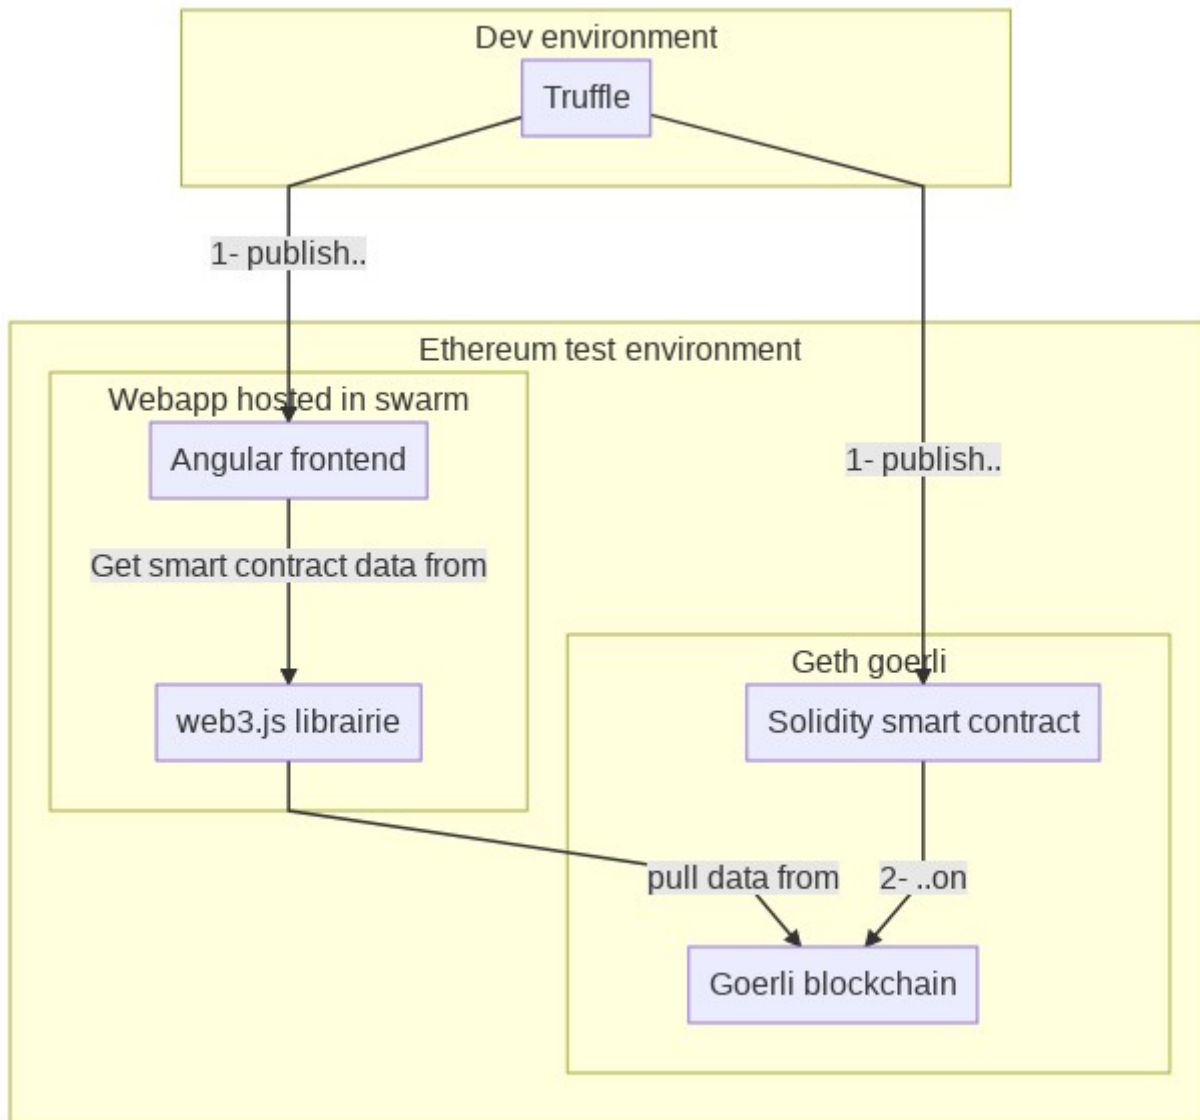 Dev environment
Truffle
1- publish..
Ethereum test environment
Webapp hosted in swarm
Angular frontend
1- publish..
Get smart contract data from
Geth goerli
web3.js librairie
Solidity smart contract
pull data from
2- ..on
Goerli blockchain